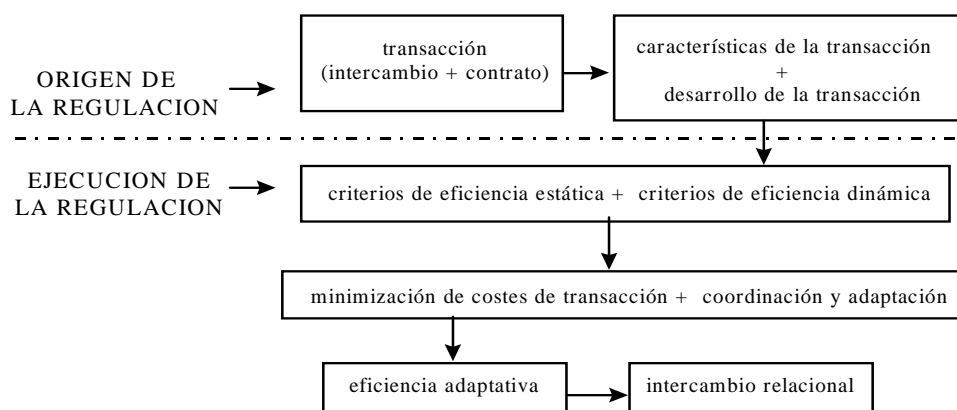 ORIGEN DE
LA REGULACION
transacción
(intercambio + contrato)
características de la transacción
+
desarrollo de la transacción
EJECUCION DE
LA REGULACION
criterios de eficiencia estática + criterios de eficiencia dinámica
minimización de costes de transacción + coordinación y adaptación
eficiencia adaptativa
intercambio relacional